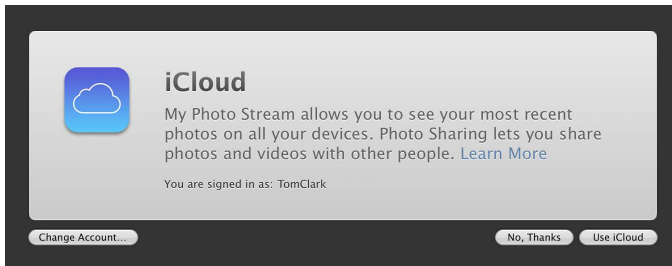 iCloud
My Photo Stream allows you to see your most recent
photos on all your devices. Photo Sharing lets you share
photos and videos with other people. Learn More
You are signed in as: TomClark
Change Account...
No, Thanks
Use iCloud